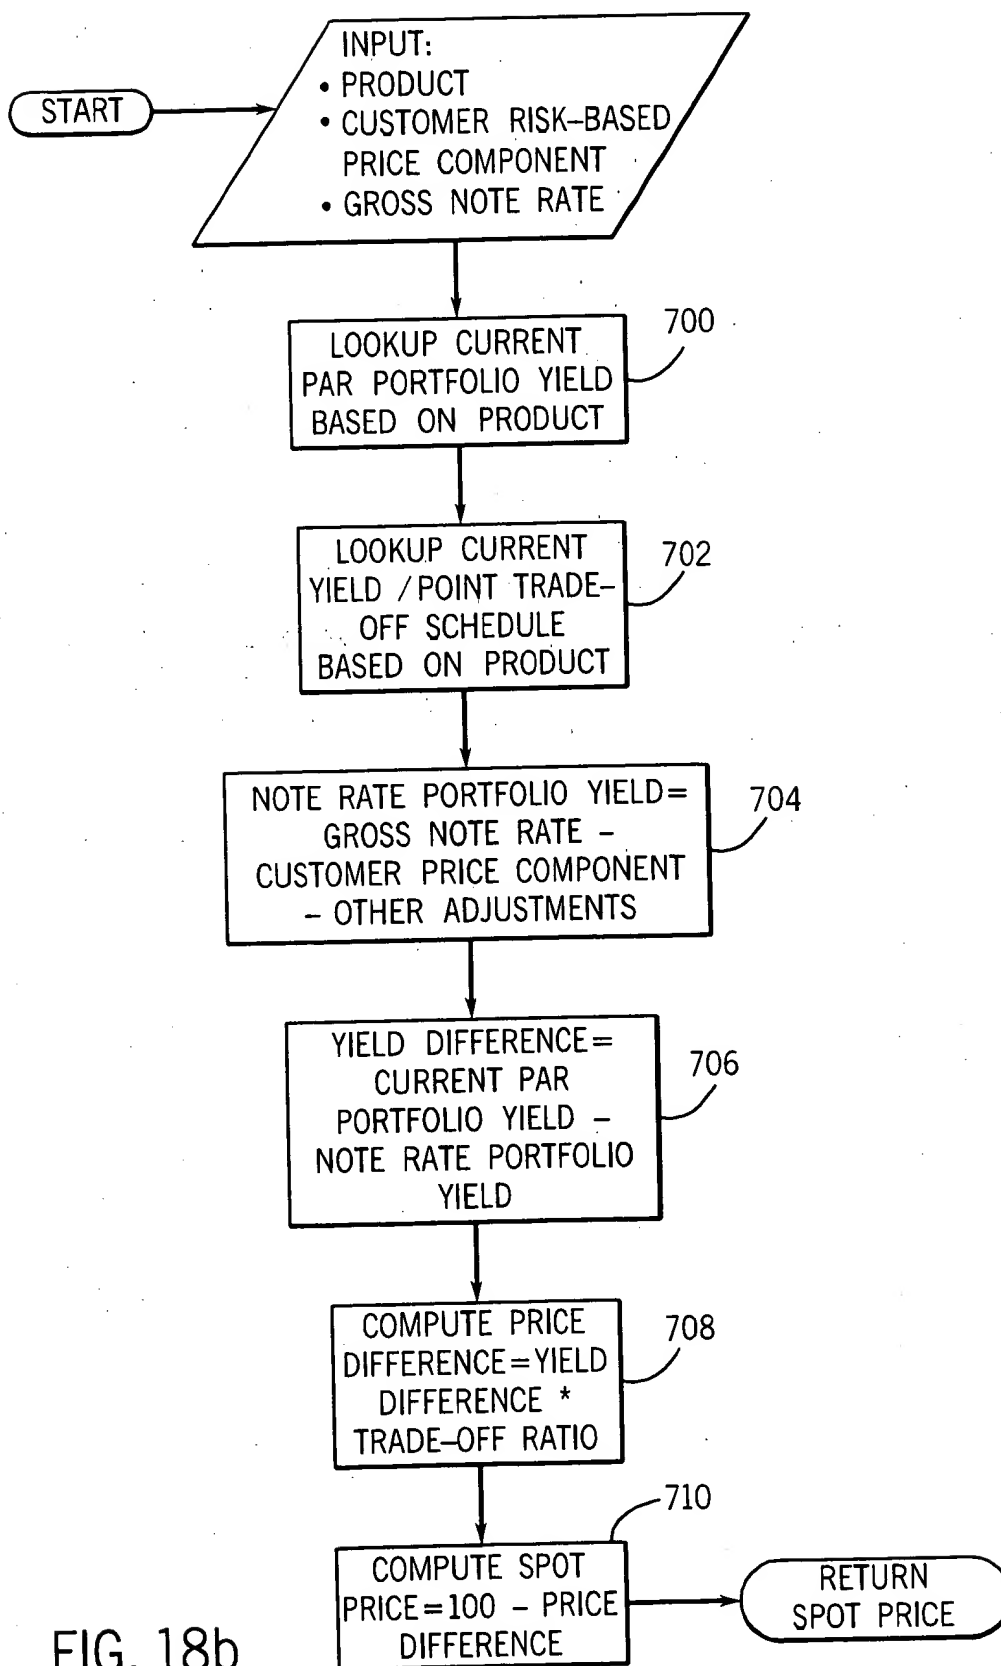 START
INPUT:
• PRODUCT
• CUSTOMER RISK-BASED
PRICE COMPONENT
• GROSS NOTE RATE
LOOKUP CURRENT
PAR PORTFOLIO YIELD
BASED ON PRODUCT
700
LOOKUP CURRENT
YIELD / POINT TRADE-
OFF SCHEDULE
BASED ON PRODUCT
702
NOTE RATE PORTFOLIO YIELD=
GROSS NOTE RATE -
CUSTOMER PRICE COMPONENT
- OTHER ADJUSTMENTS
704
YIELD DIFFERENCE=
CURRENT PAR
PORTFOLIO YIELD -
NOTE RATE PORTFOLIO
YIELD
706
COMPUTE PRICE
DIFFERENCE=YIELD
DIFFERENCE *
TRADE-OFF RATIO
708
COMPUTE SPOT
PRICE=100 - PRICE
DIFFERENCE
710
RETURN
SPOT PRICE
FIG. 18b